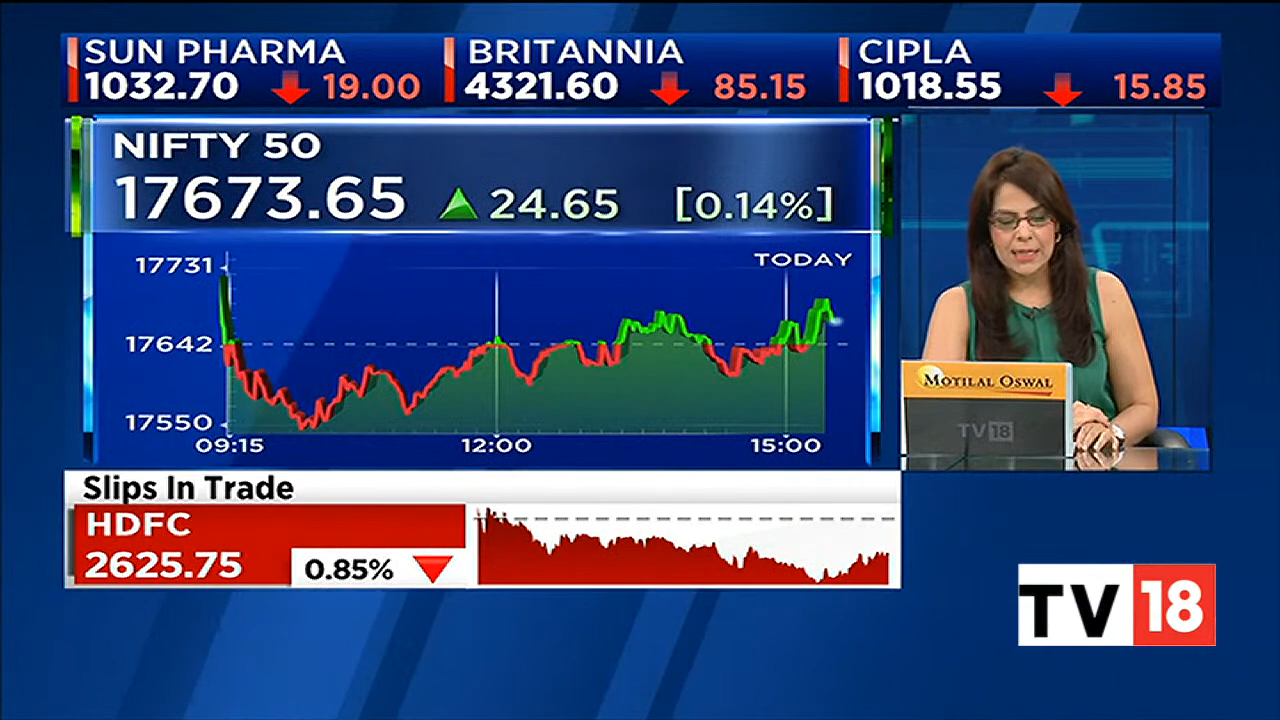 SUN PHARMA
1032.70 19.00
BRITANNIA
4321.60 85.15
CIPLA
1018.55 15.85
NIFTY 50
17673.65 24.65 [0.14%]
TODAY
17731
17642
17550
09:15 12:00 15:00
MOTILAL OSWAL
TV18
Slips In Trade
HDFC
2625.75 0.85%
TV18